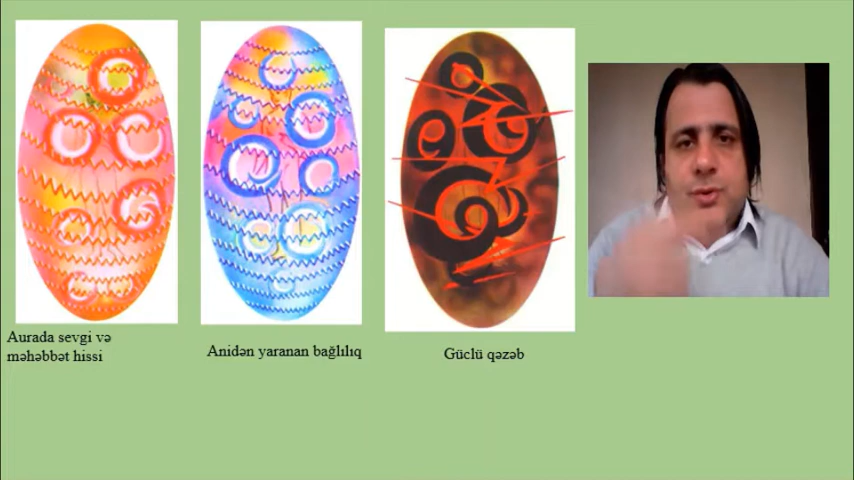 Aurada sevgi və
məhəbbət hissi
Anidən yaranan bağlılıq
Güclü qəzəb